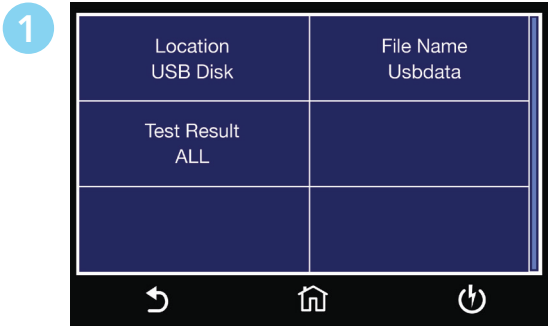 1
Location
USB Disk
File Name
Usbdata
Test Result
ALL